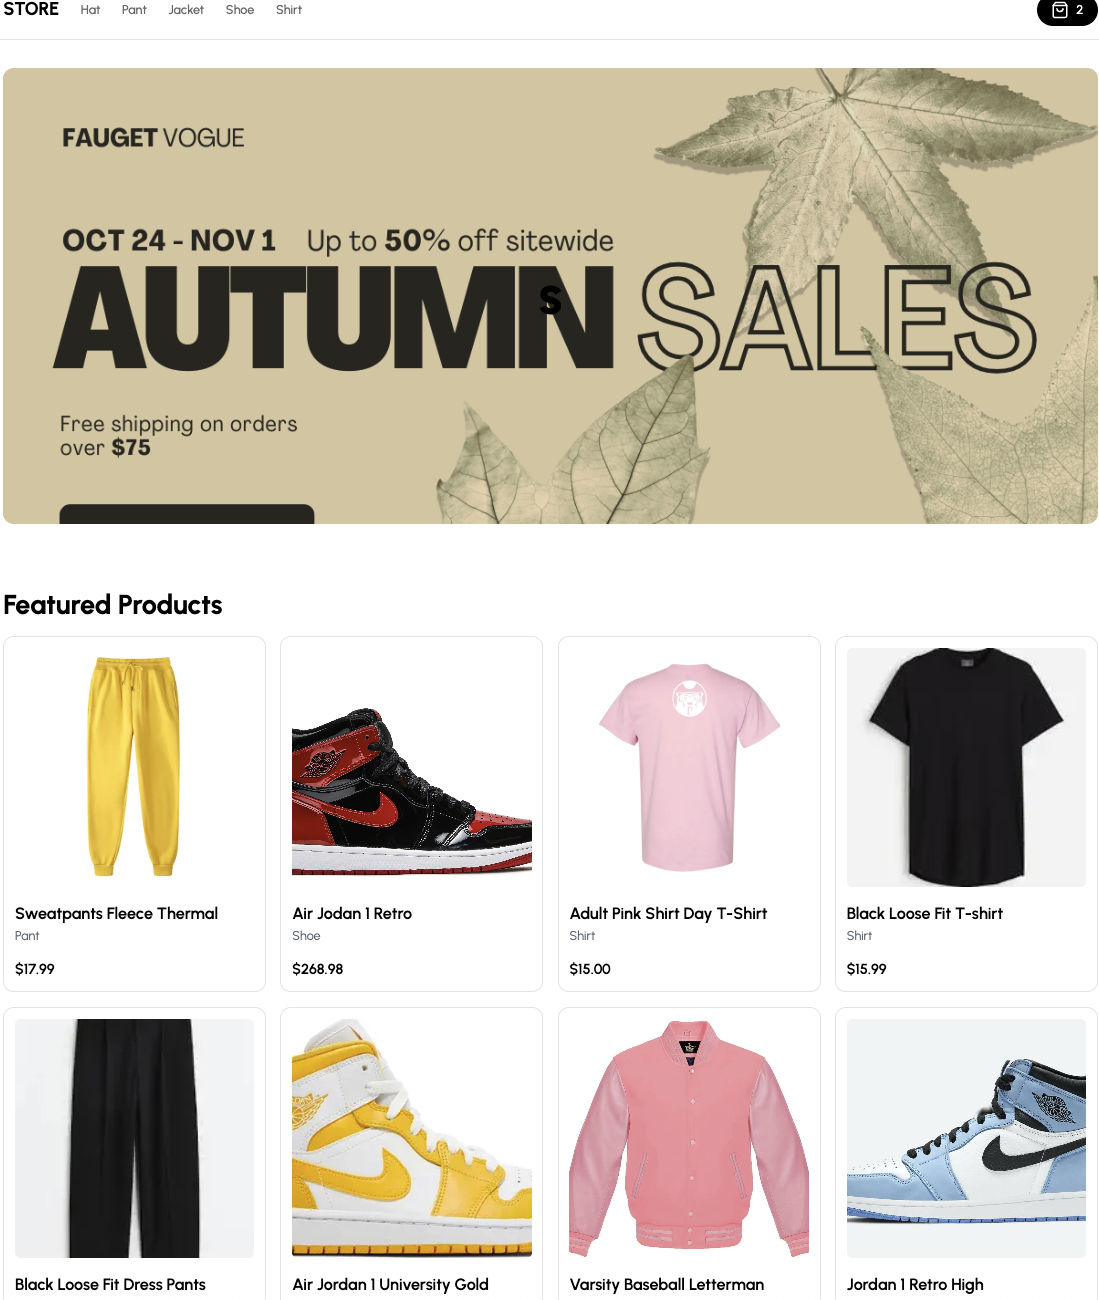 STORE
Hat
Pant
Jacket
Shoe
Shirt
2
FAUGET VOGUE
OCT 24 - NOV 1 Up to 50% off sitewide
AUTUMN SALES
S
Free shipping on orders
over $75
Featured Products
Sweatpants Fleece Thermal
Pant
$17.99
Air Jodan 1 Retro
Shoe
$268.98
Adult Pink Shirt Day T-Shirt
Shirt
$15.00
Black Loose Fit T-shirt
Shirt
$15.99
Black Loose Fit Dress Pants
Air Jordan 1 University Gold
Varsity Baseball Letterman
Jordan 1 Retro High